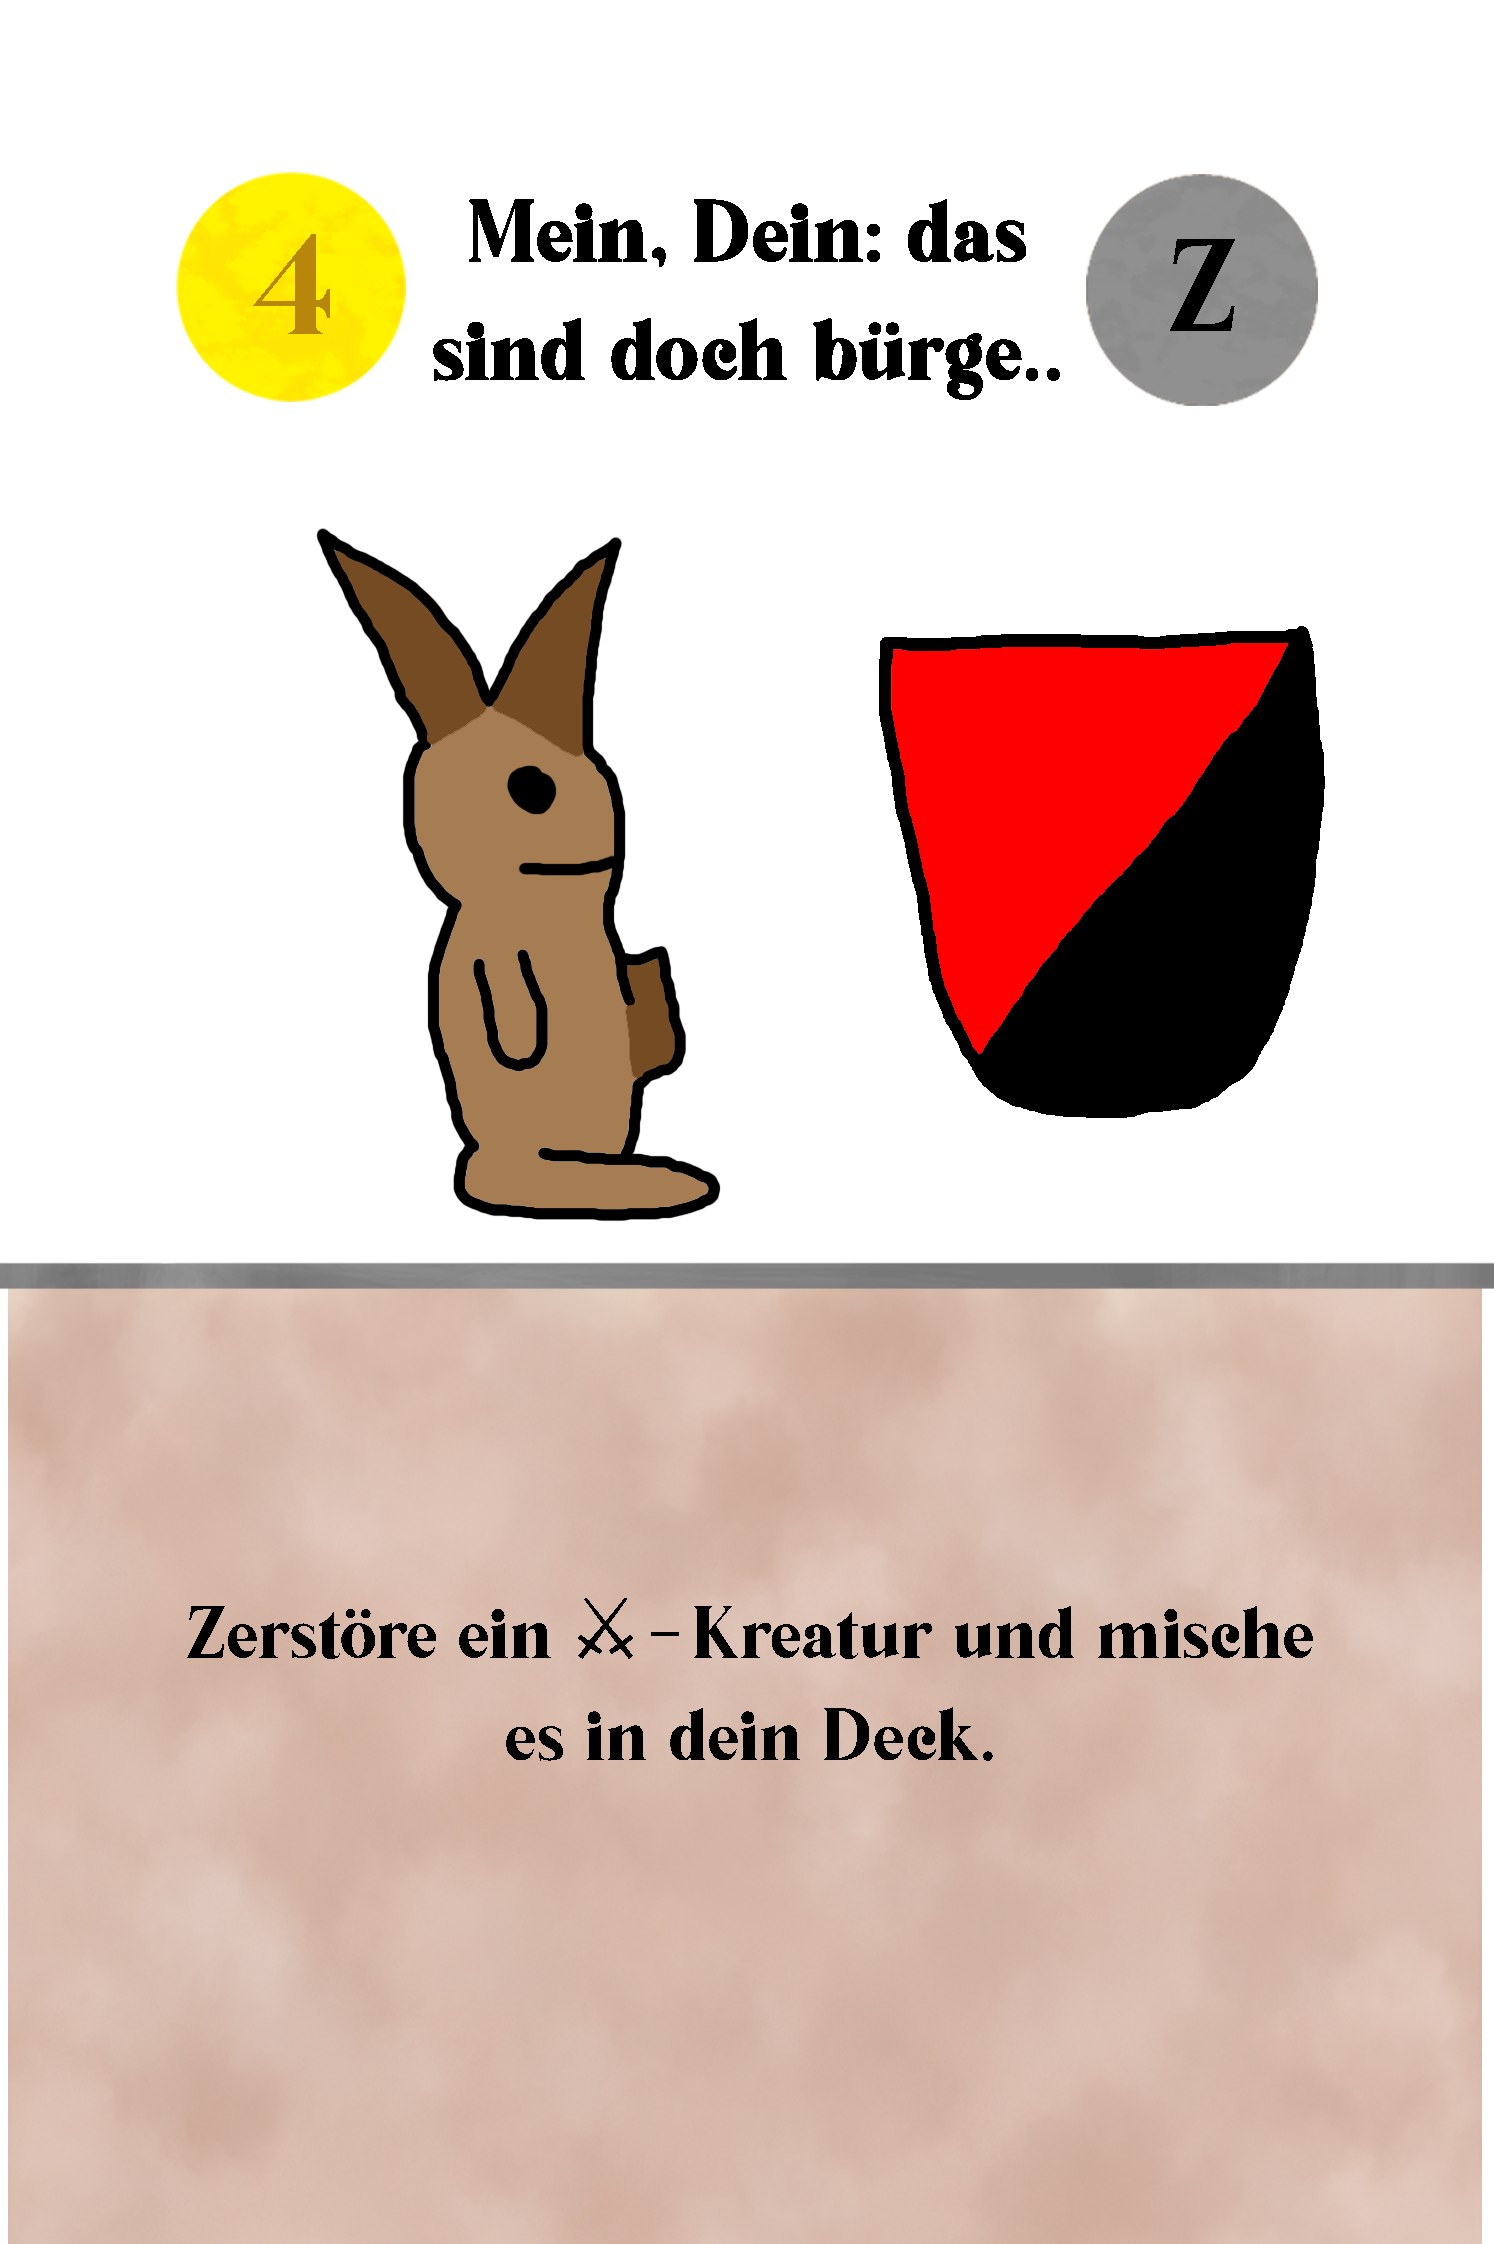 4
Mein, Dein: das
sind doch bürge..
Z
Zerstöre ein ⚔-Kreatur und mische
es in dein Deck.